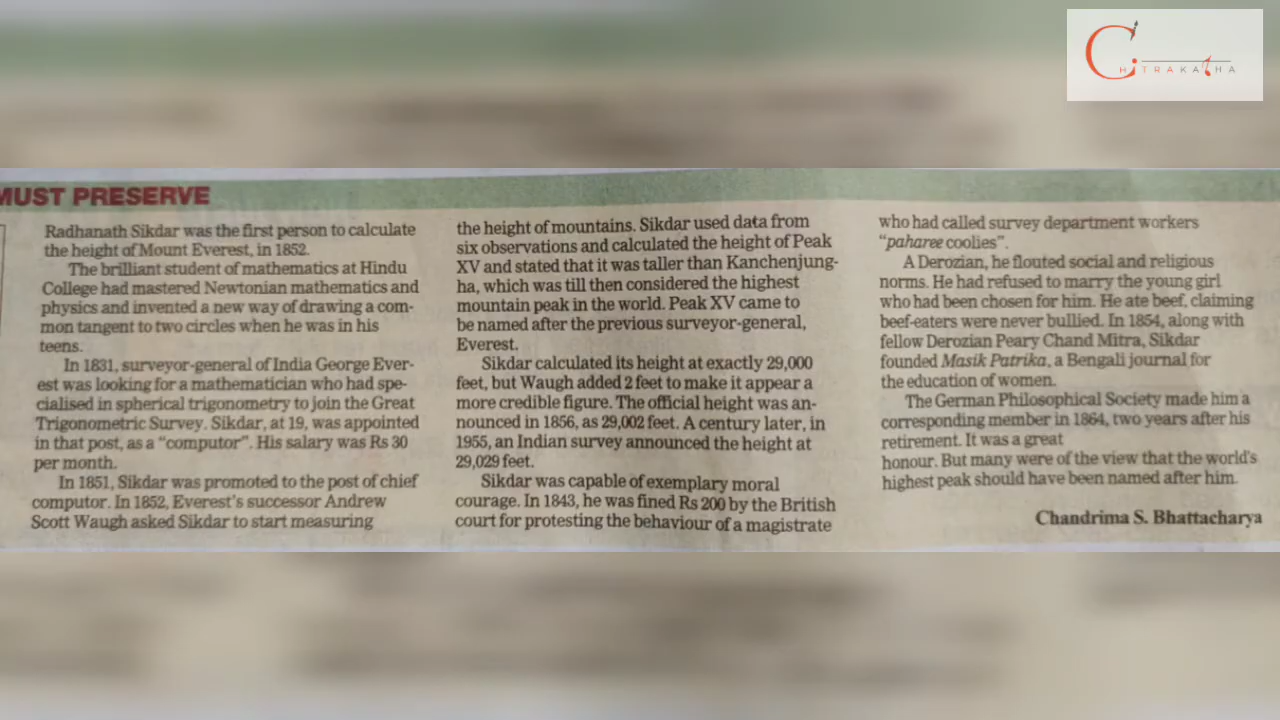 CHITRAKATHA
MUST PRESERVE
Radhanath Sikdar was the first person to calculate
the height of Mount Everest, in 1852.
The brilliant student of mathematics at Hindu
College had mastered Newtonian mathematics and
physics and invented a new way of drawing a com-
mon tangent to two circles when he was in his
teens.
In 1831, surveyor-general of India George Ever-
est was looking for a mathematician who had spe-
cialised in spherical trigonometry to join the Great
Trigonometric Survey. Sikdar, at 19, was appointed
in that post, as a “computor”. His salary was Rs 30
per month.
In 1851, Sikdar was promoted to the post of chief
computor. In 1852, Everest’s successor Andrew
Scott Waugh asked Sikdar to start measuring
the height of mountains. Sikdar used data from
six observations and calculated the height of Peak
XV and stated that it was taller than Kanchenjung-
ha, which was till then considered the highest
mountain peak in the world. Peak XV came to
be named after the previous surveyor-general,
Everest.
Sikdar calculated its height at exactly 29,000
feet, but Waugh added 2 feet to make it appear a
more credible figure. The official height was an-
nounced in 1856, as 29,002 feet. A century later, in
1955, an Indian survey announced the height at
29,029 feet.
Sikdar was capable of exemplary moral
courage. In 1843, he was fined Rs 200 by the British
court for protesting the behaviour of a magistrate
who had called survey department workers
“paharee coolies”.
A Derozian, he flouted social and religious
norms. He had refused to marry the young girl
who had been chosen for him. He ate beef, claiming
beef-eaters were never bullied. In 1854, along with
fellow Derozian Peary Chand Mitra, Sikdar
founded Masik Patrika, a Bengali journal for
the education of women.
The German Philosophical Society made him a
corresponding member in 1864, two years after his
retirement. It was a great
honour. But many were of the view that the world’s
highest peak should have been named after him.
Chandrima S. Bhattacharya